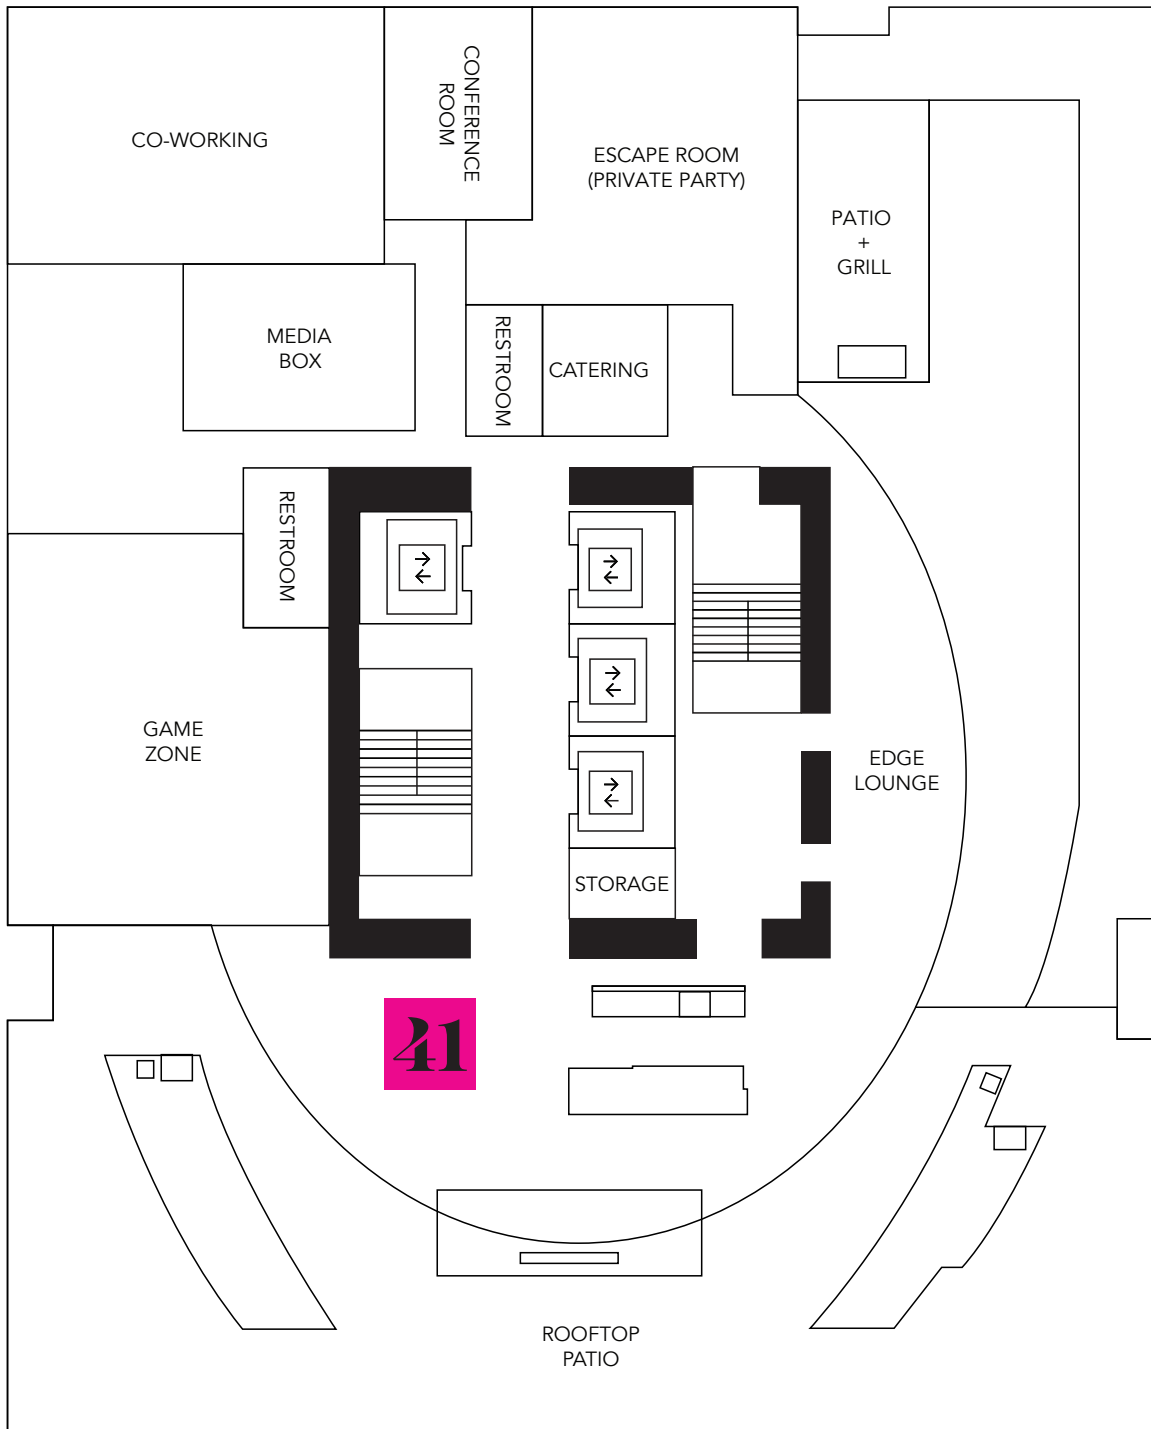 CO-WORKING
CONFERENCE
ROOM
ESCAPE ROOM
(PRIVATE PARTY)
PATIO
+
GRILL
MEDIA
BOX
RESTROOM
CATERING
RESTROOM
GAME
ZONE
EDGE
LOUNGE
STORAGE
41
ROOFTOP
PATIO